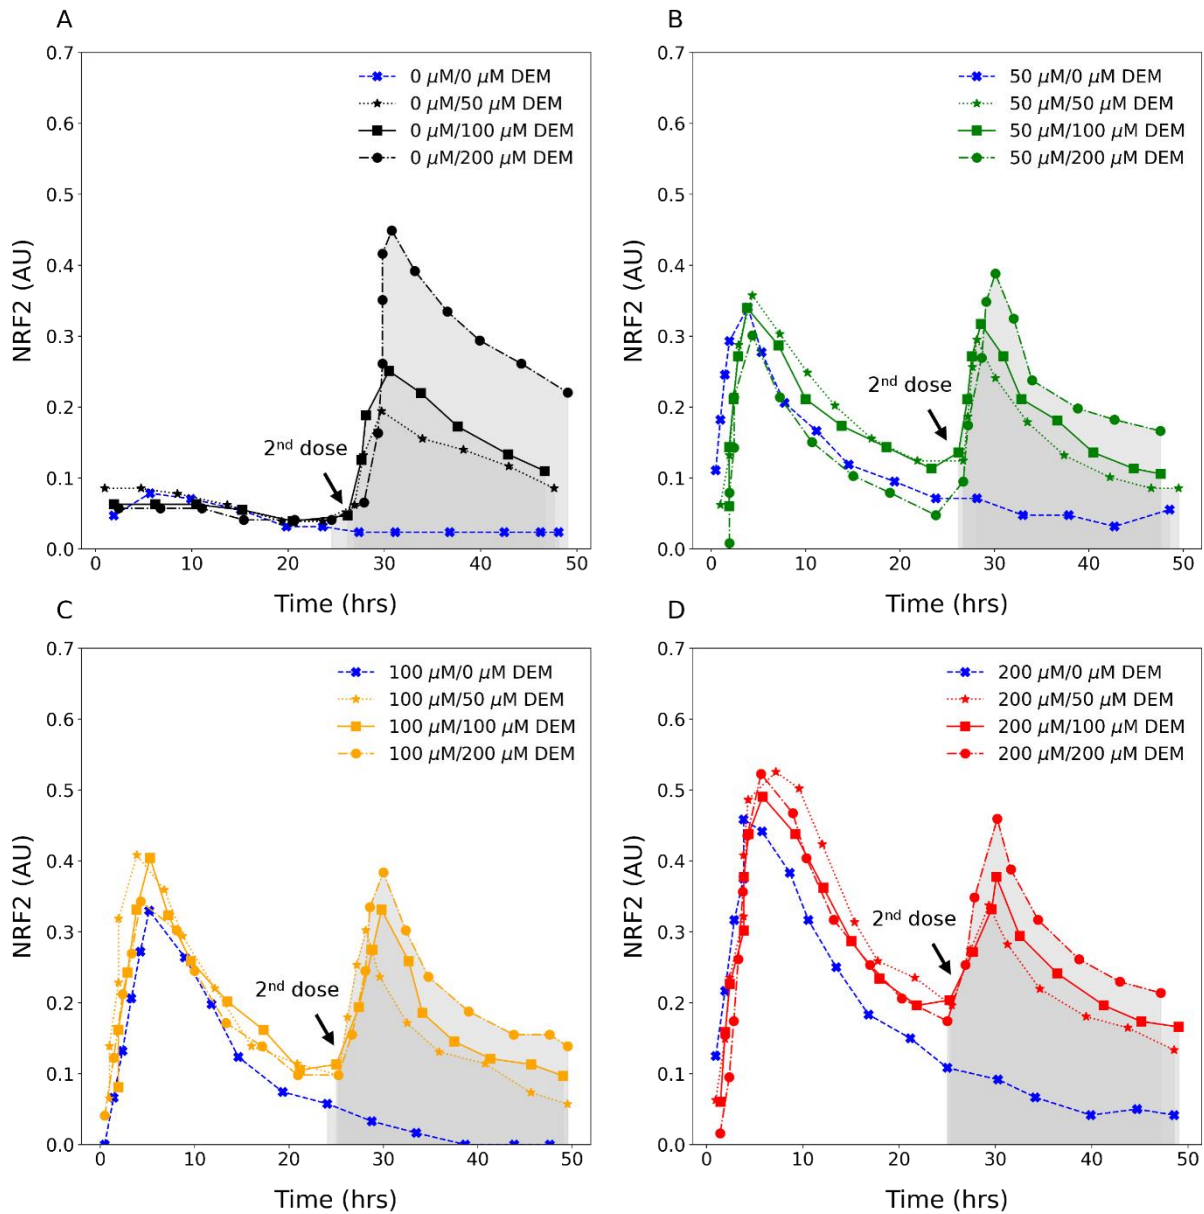 A
0.7
0.6
0.5
0.4
0.3
0.2
0.1
0.0
NRF2 (AU)
0 μM/0 μM DEM
0 μM/50 μM DEM
0 μM/100 μM DEM
0 μM/200 μM DEM
2nd dose
0 10 20 30 40 50
Time (hrs)
B
0.7
0.6
0.5
0.4
0.3
0.2
0.1
0.0
NRF2 (AU)
50 μM/0 μM DEM
50 μM/50 μM DEM
50 μM/100 μM DEM
50 μM/200 μM DEM
2nd dose
0 10 20 30 40 50
Time (hrs)
C
0.7
0.6
0.5
0.4
0.3
0.2
0.1
0.0
NRF2 (AU)
100 μM/0 μM DEM
100 μM/50 μM DEM
100 μM/100 μM DEM
100 μM/200 μM DEM
2nd dose
0 10 20 30 40 50
Time (hrs)
D
0.7
0.6
0.5
0.4
0.3
0.2
0.1
0.0
NRF2 (AU)
200 μM/0 μM DEM
200 μM/50 μM DEM
200 μM/100 μM DEM
200 μM/200 μM DEM
2nd dose
0 10 20 30 40 50
Time (hrs)